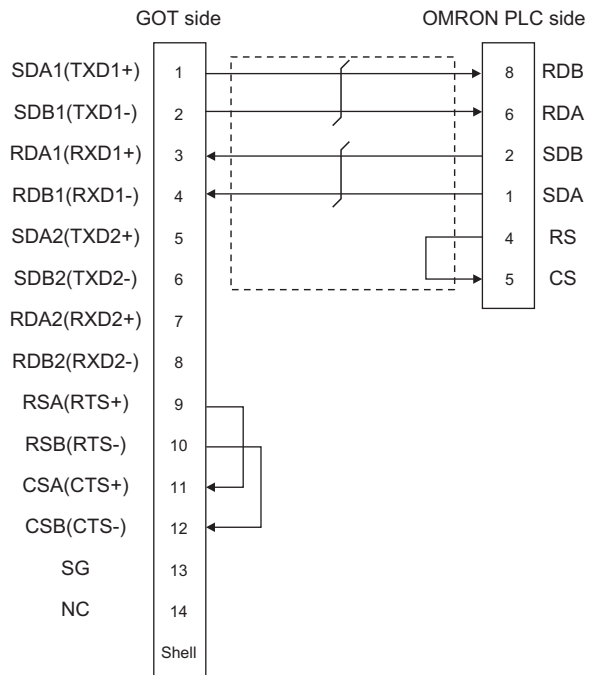 GOT side OMRON PLC side
SDA1(TXD1+) 1 8 RDB
SDB1(TXD1-) 2 6 RDA
RDA1(RXD1+) 3 2 SDB
RDB1(RXD1-) 4 1 SDA
SDA2(TXD2+) 5 4 RS
SDB2(TXD2-) 6 5 CS
RDA2(RXD2+) 7
RDB2(RXD2-) 8
RSA(RTS+) 9
RSB(RTS-) 10
CSA(CTS+) 11
CSB(CTS-) 12
SG 13
NC 14
Shell